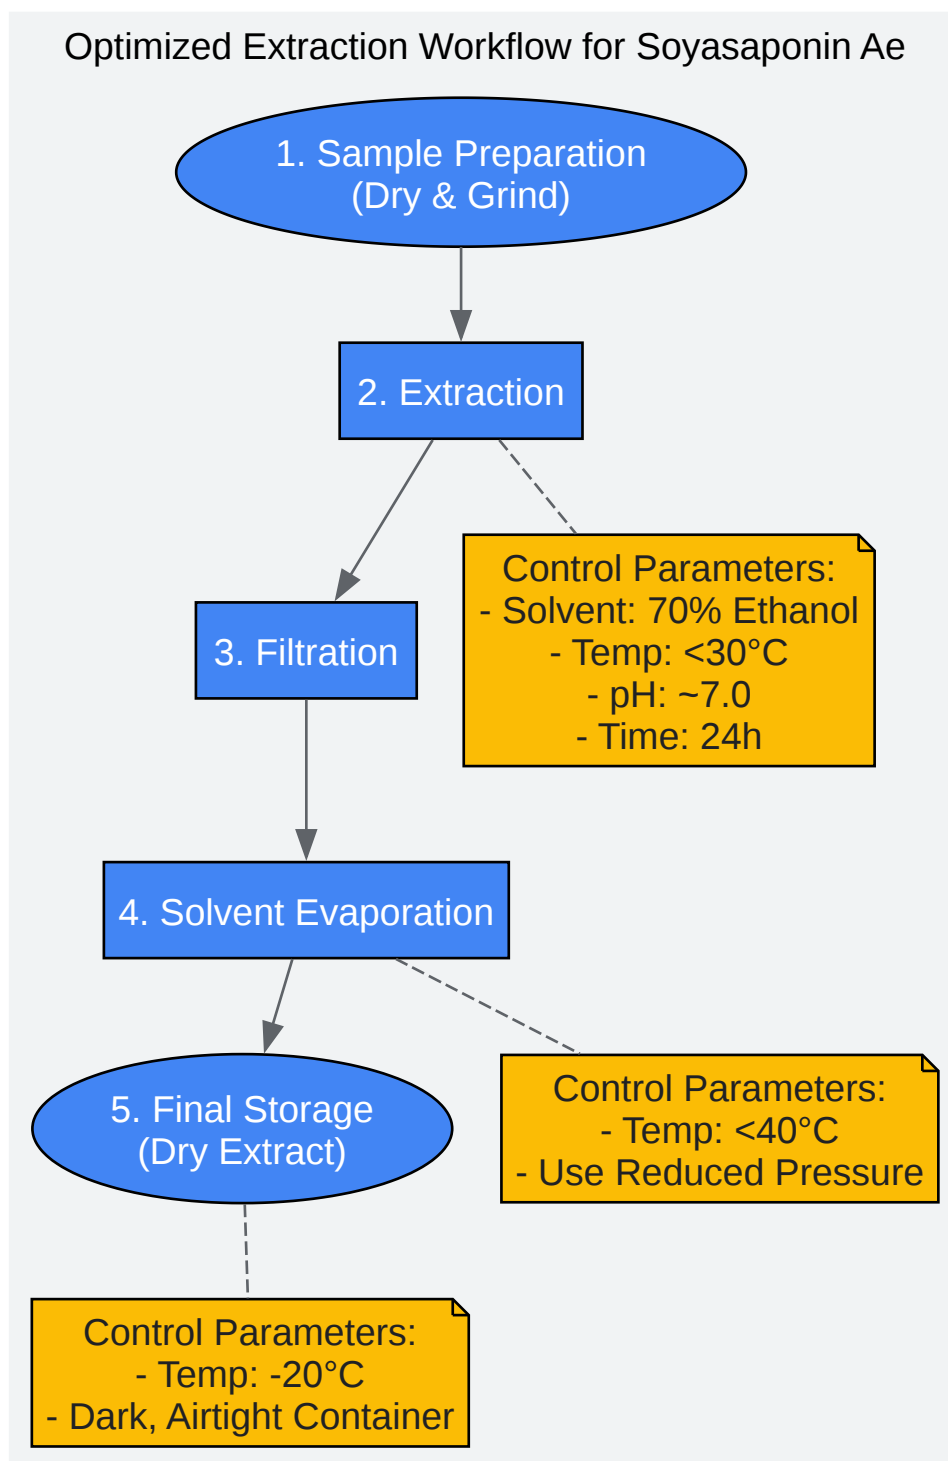 Optimized Extraction Workflow for Soyasaponin Ae
1. Sample Preparation
(Dry & Grind)
2. Extraction
Control Parameters:
- Solvent: 70% Ethanol
- Temp: <30°C
- pH: ~7.0
- Time: 24h
3. Filtration
4. Solvent Evaporation
Control Parameters:
- Temp: <40°C
- Use Reduced Pressure
5. Final Storage
(Dry Extract)
Control Parameters:
- Temp: -20°C
- Dark, Airtight Container